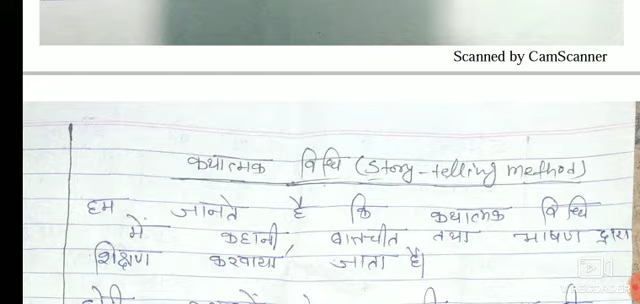 Scanned by CamScanner
कथात्मक विधि (Story-telling method)
हम जानते है कि कथात्मक विधि
में कहानी, बातचीत तथा भाषण द्वारा
शिक्षण करवाया जाता है।